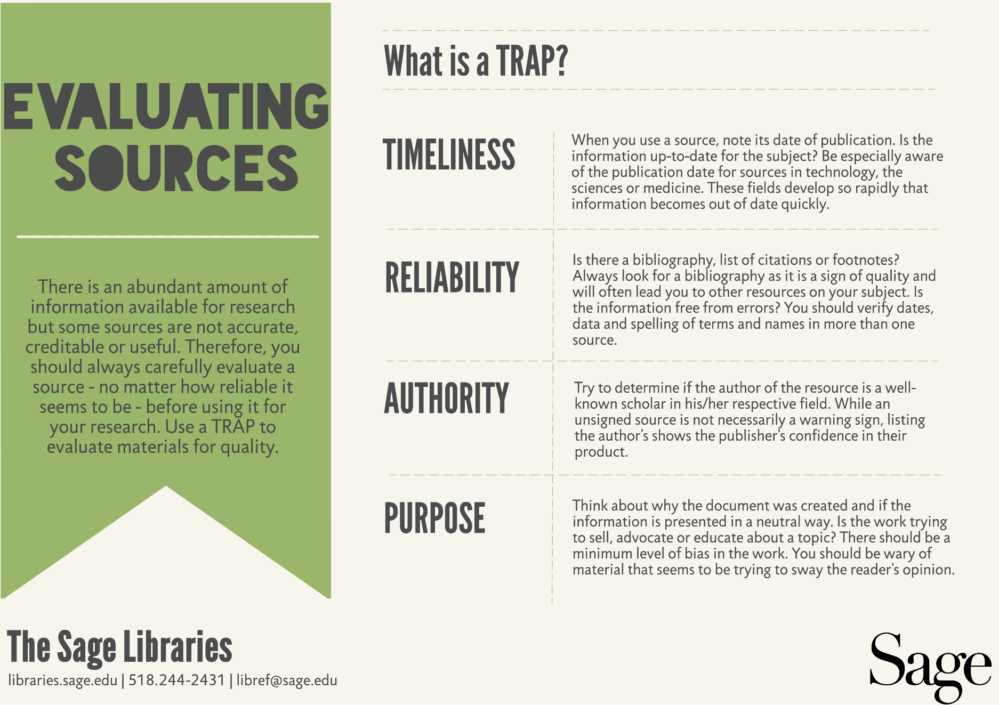 EVALUATING
SOURCES
There is an abundant amount of
information available for research
but some sources are not accurate,
creditable or useful. Therefore, you
should always carefully evaluate a
source - no matter how reliable it
seems to be - before using it for
your research. Use a TRAP to
evaluate materials for quality.
What is a TRAP?
TIMELINESS
When you use a source, note its date of publication. Is the
information up-to-date for the subject? Be especially aware
of the publication date for sources in technology, the
sciences or medicine. These fields develop so rapidly that
information becomes out of date quickly.
RELIABILITY
Is there a bibliography, list of citations or footnotes?
Always look for a bibliography as it is a sign of quality and
will often lead you to other resources on your subject. Is
the information free from errors? You should verify dates,
data and spelling of terms and names in more than one
source.
AUTHORITY
Try to determine if the author of the resource is a well-
known scholar in his/her respective field. While an
unsigned source is not necessarily a warning sign, listing
the author's shows the publisher's confidence in their
product.
PURPOSE
Think about why the document was created and if the
information is presented in a neutral way. Is the work trying
to sell, advocate or educate about a topic? There should be a
minimum level of bias in the work. You should be wary of
material that seems to be trying to sway the reader's opinion.
The Sage Libraries
libraries.sage.edu | 518.244-2431 | libref@sage.edu
Sage